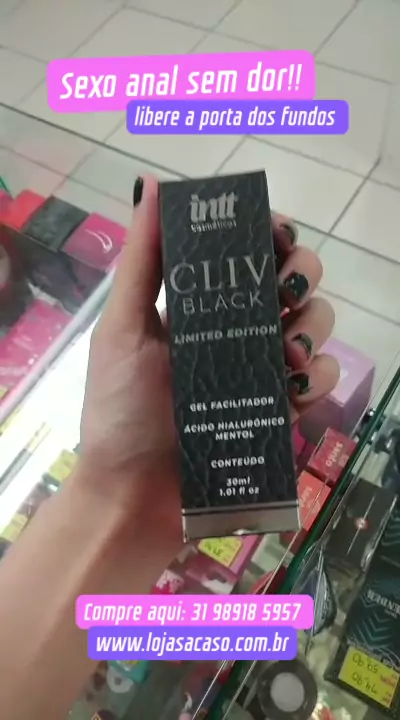 Sexo anal sem dor!!
libere a porta dos fundos
intt
cosméticos
CLIV
BLACK
LIMITED EDITION
GEL FACILITADOR
ÁCIDO HIALURÔNICO
MENTOL
CONTEÚDO
30ml
1.01 fl oz
Compre aqui: 31 98918 5957
www.lojasacaso.com.br